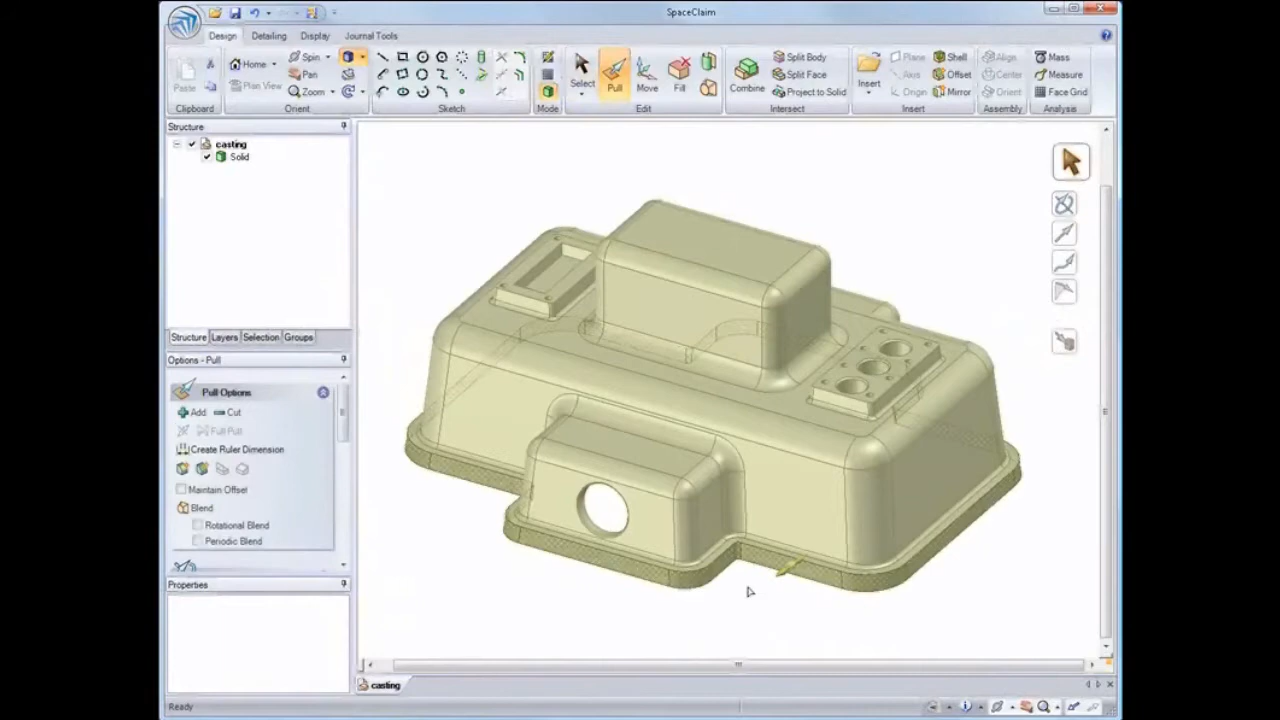 SpaceClaim
Design Detailing Display Journal Tools
Paste
Home
Plan View
Spin
Pan
Zoom
Select
Pull
Move
Fill
Combine
Split Body
Split Face
Project to Solid
Insert
Plane
Axis
Origin
Shell
Offset
Mirror
Align
Center
Orient
Mass
Measure
Face Grid
Clipboard Orient Sketch Mode Edit Intersect Insert Assembly Analysis
Structure
casting
Solid
Structure Layers Selection Groups
Options - Pull
Pull Options
Add Cut
Full Pull
Create Ruler Dimension
Maintain Offset
Blend
Rotational Blend
Periodic Blend
Properties
casting
Ready